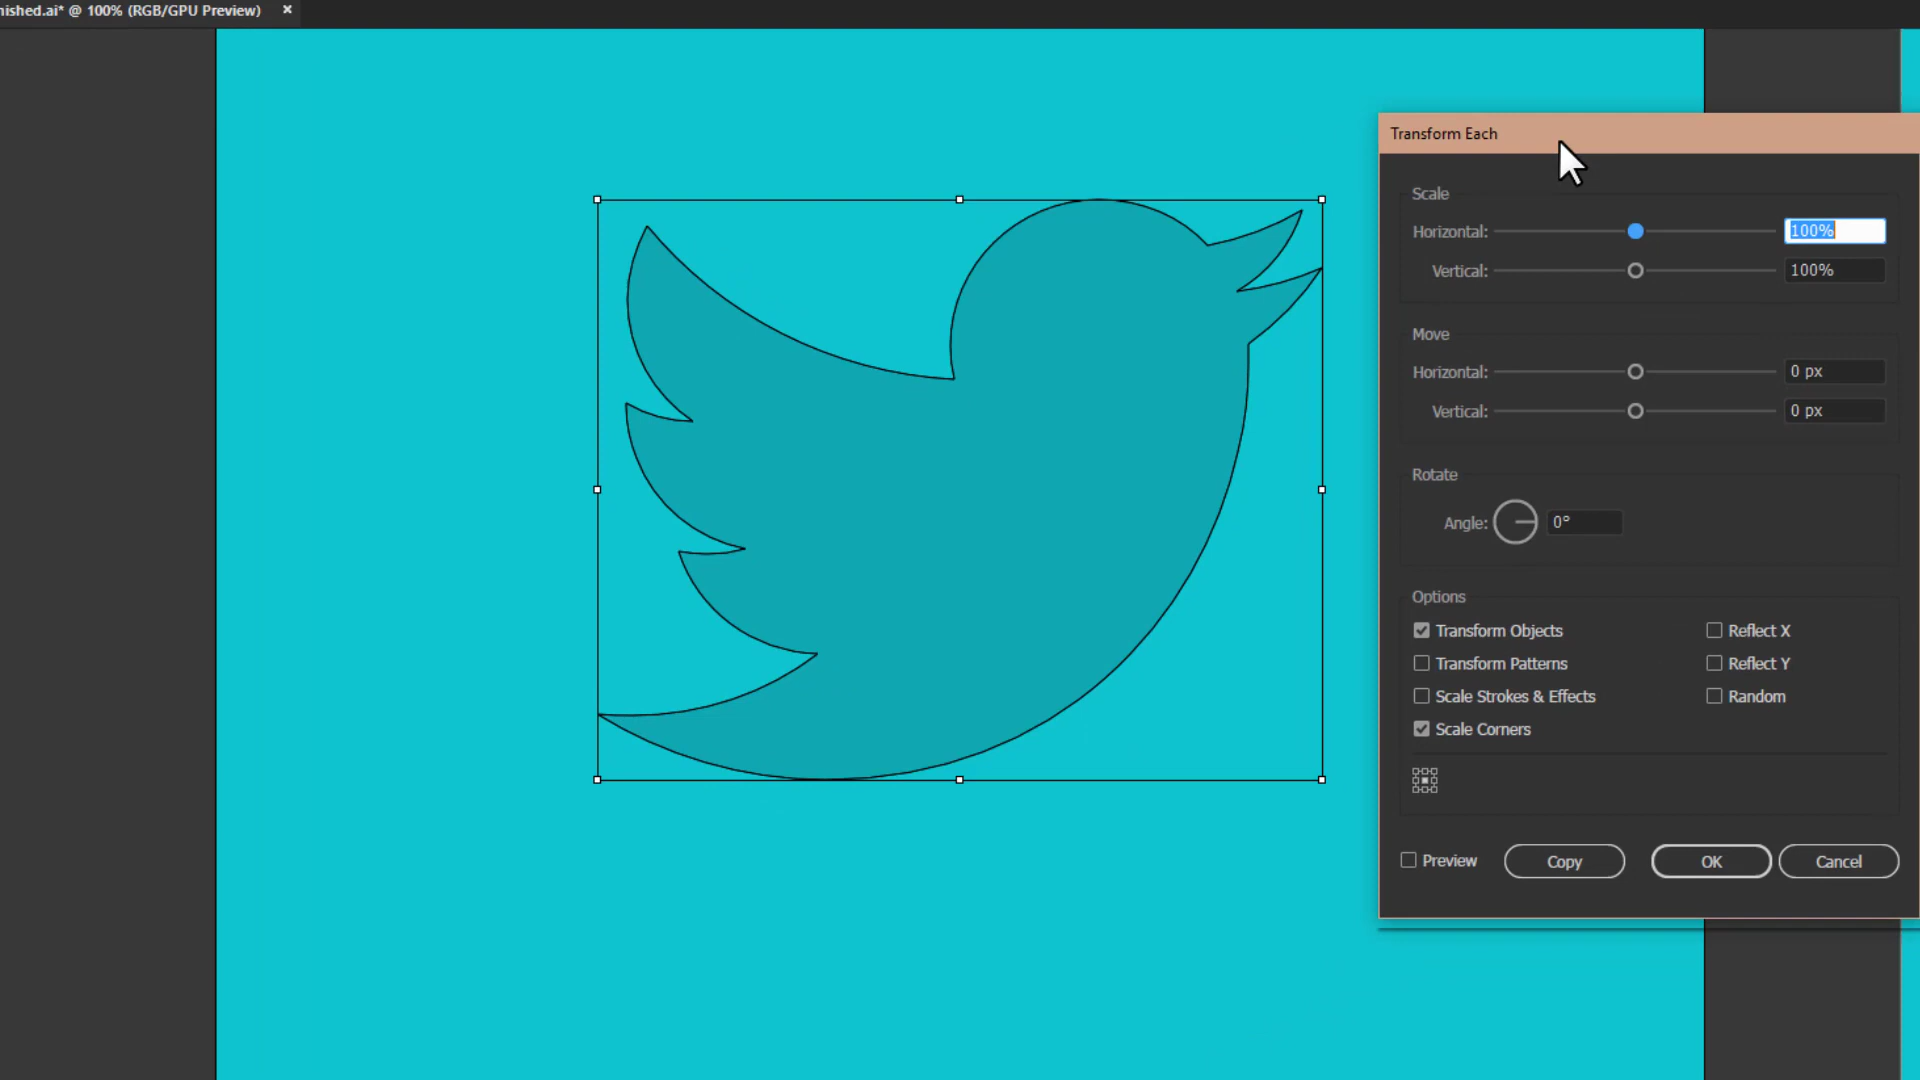 nished.ai* @ 100% (RGB/GPU Preview) ×
Transform Each
Scale
Horizontal: 100%
Vertical: 100%
Move
Horizontal: 0 px
Vertical: 0 px
Rotate
Angle: 0°
Options
Transform Objects Reflect X
Transform Patterns Reflect Y
Scale Strokes & Effects Random
Scale Corners
Preview Copy OK Cancel